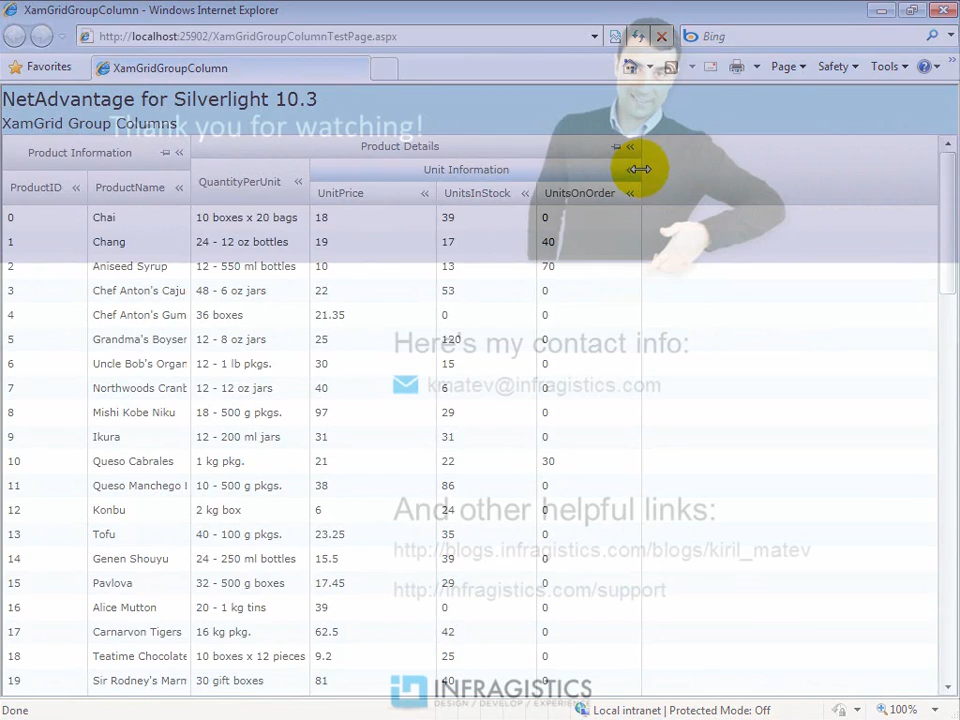 XamGridGroupColumn - Windows Internet Explorer
http://localhost:25902/XamGridGroupColumnTestPage.aspx
Bing
Favorites
XamGridGroupColumn
Page
Safety
Tools
NetAdvantage for Silverlight 10.3
XamGrid Group Columns
Thank you for watching!
Product Information
Product Details
Unit Information
ProductID ProductName QuantityPerUnit UnitPrice UnitsInStock UnitsOnOrder
0 Chai 10 boxes x 20 bags 18 39 0
1 Chang 24 - 12 oz bottles 19 17 40
2 Aniseed Syrup 12 - 550 ml bottles 10 13 70
3 Chef Anton's Caju 48 - 6 oz jars 22 53 0
4 Chef Anton's Gum 36 boxes 21.35 0 0
5 Grandma's Boyser 12 - 8 oz jars 25 120 0
Here's my contact info:
6 Uncle Bob's Organ 12 - 1 lb pkgs. 30 15 0
7 Northwoods Cranb 12 - 12 oz jars 40 6 0
kmatev@infragistics.com
8 Mishi Kobe Niku 18 - 500 g pkgs. 97 29 0
9 Ikura 12 - 200 ml jars 31 31 0
10 Queso Cabrales 1 kg pkg. 21 22 30
11 Queso Manchego 10 - 500 g pkgs. 38 86 0
12 Konbu 2 kg box 6 24 0
And other helpful links:
13 Tofu 40 - 100 g pkgs. 23.25 35 0
14 Genen Shouyu 24 - 250 ml bottles 15.5 39 0
http://blogs.infragistics.com/blogs/kiril_matev
15 Pavlova 32 - 500 g boxes 17.45 29 0
http://infragistics.com/support
16 Alice Mutton 20 - 1 kg tins 39 0 0
17 Carnarvon Tigers 16 kg pkg. 62.5 42 0
18 Teatime Chocolate 10 boxes x 12 pieces 9.2 25 0
19 Sir Rodney's Marm 30 gift boxes 81 40 0
INFRAGISTICS
DESIGN / DEVELOP / EXPERIENCE
Done
Local intranet | Protected Mode: Off
100%